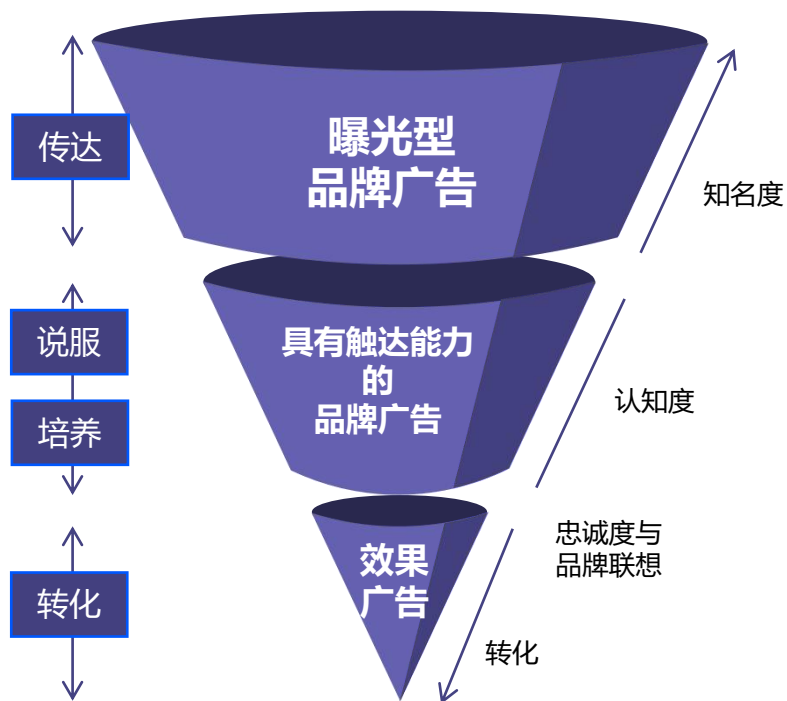 传达
曝光型
品牌广告
知名度
说服
培养
具有触达能力
的
品牌广告
认知度
转化
效果
广告
忠诚度与
品牌联想
转化